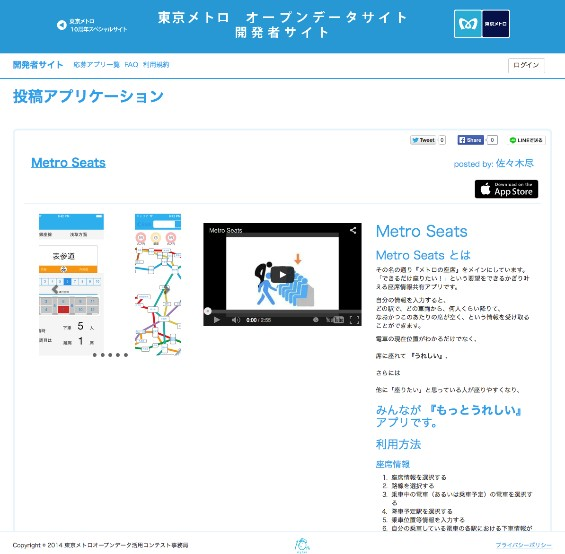 東京メトロ
10周年スペシャルサイト
東京メトロ オープンデータサイト
開発者サイト
東京メトロ
開発者サイト 応募アプリ一覧 FAQ 利用規約
ログイン
投稿アプリケーション
Tweet 0
Share 0
LINEで送る
Metro Seats
posted by: 佐々木尽
Download on the
App Store
表参道
下車 5 人
距離 1 席
Metro Seats
0:00 / 2:55
Metro Seats
Metro Seats とは
その名の通り『メトロの座席』をメインにしています。
「できるだけ座りたい！」という希望をできるかぎり叶
える座席情報共有アプリです。
自分の情報を入力すると、
どの駅で、どの車両から、何人くらい降りて、
なおかつどのあたりの席が空く、という情報を受け取る
ことができます。
電車の現在位置がわかるだけでなく、
席に座れて 『うれしい』。
さらには
他に「座りたい」と思っている人が座りやすくなり、
みんなが 『もっとうれしい』
アプリです。
利用方法
座席情報
1. 座席情報を選択する
2. 路線を選択する
3. 乗車中の電車（あるいは乗車予定）の電車を選択す
る
4. 降車予定駅を選択する
5. 乗車位置等情報を入力する
6. 自分の乗車している電車の各駅における下車情報が
Copyright © 2014 東京メトロオープンデータ活用コンテスト事務局
プライバシーポリシー